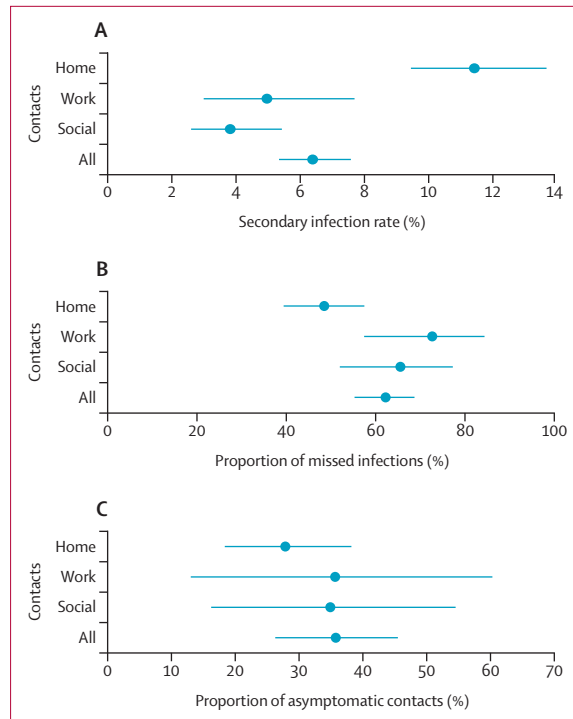 A
Home
Work
Social
All
Contacts
0 2 4 6 8 10 12 14
Secondary infection rate (%)
B
Home
Work
Social
All
Contacts
0 20 40 60 80 100
Proportion of missed infections (%)
C
Home
Work
Social
All
Contacts
0 10 20 30 40 50 60 70
Proportion of asymptomatic contacts (%)